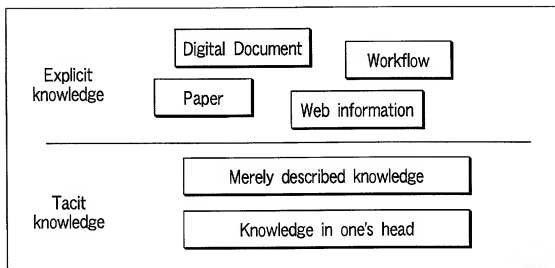 Digital Document
Workflow
Explicit
knowledge
Paper
Web information
Merely described knowledge
Tacit
knowledge
Knowledge in one's head